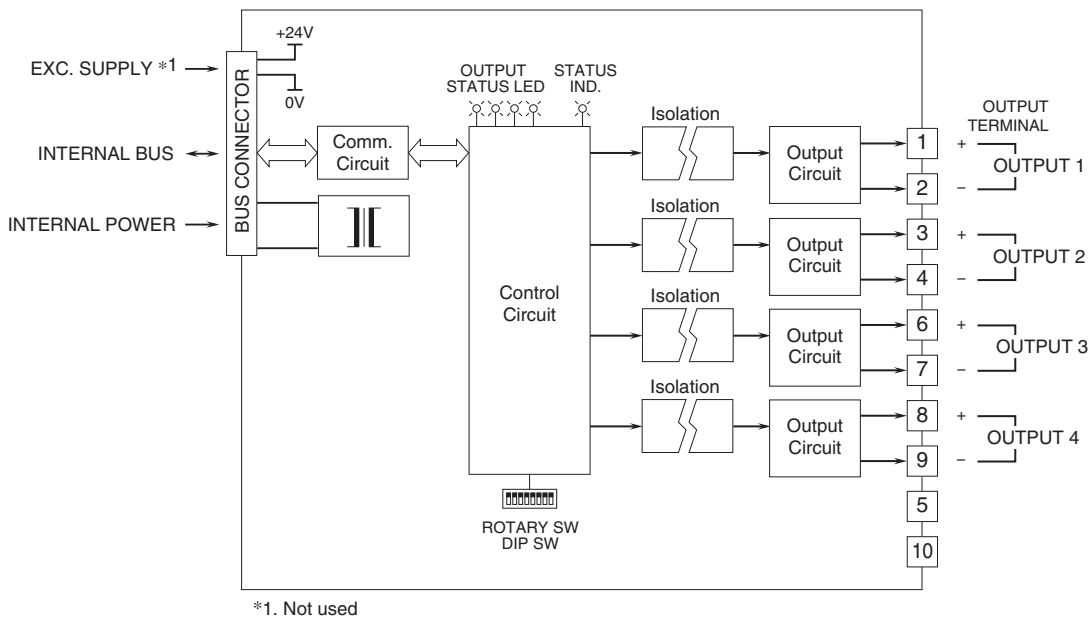 EXC. SUPPLY *1
INTERNAL BUS
INTERNAL POWER
BUS CONNECTOR
+24V
0V
Comm.
Circuit
OUTPUT
STATUS LED
STATUS
IND.
Control
Circuit
ROTARY SW
DIP SW
Isolation
Output
Circuit
1
2
Isolation
Output
Circuit
3
4
Isolation
Output
Circuit
6
7
Isolation
Output
Circuit
8
9
5
10
OUTPUT
TERMINAL
+
OUTPUT 1
−
+
OUTPUT 2
−
+
OUTPUT 3
−
+
OUTPUT 4
−
*1. Not used